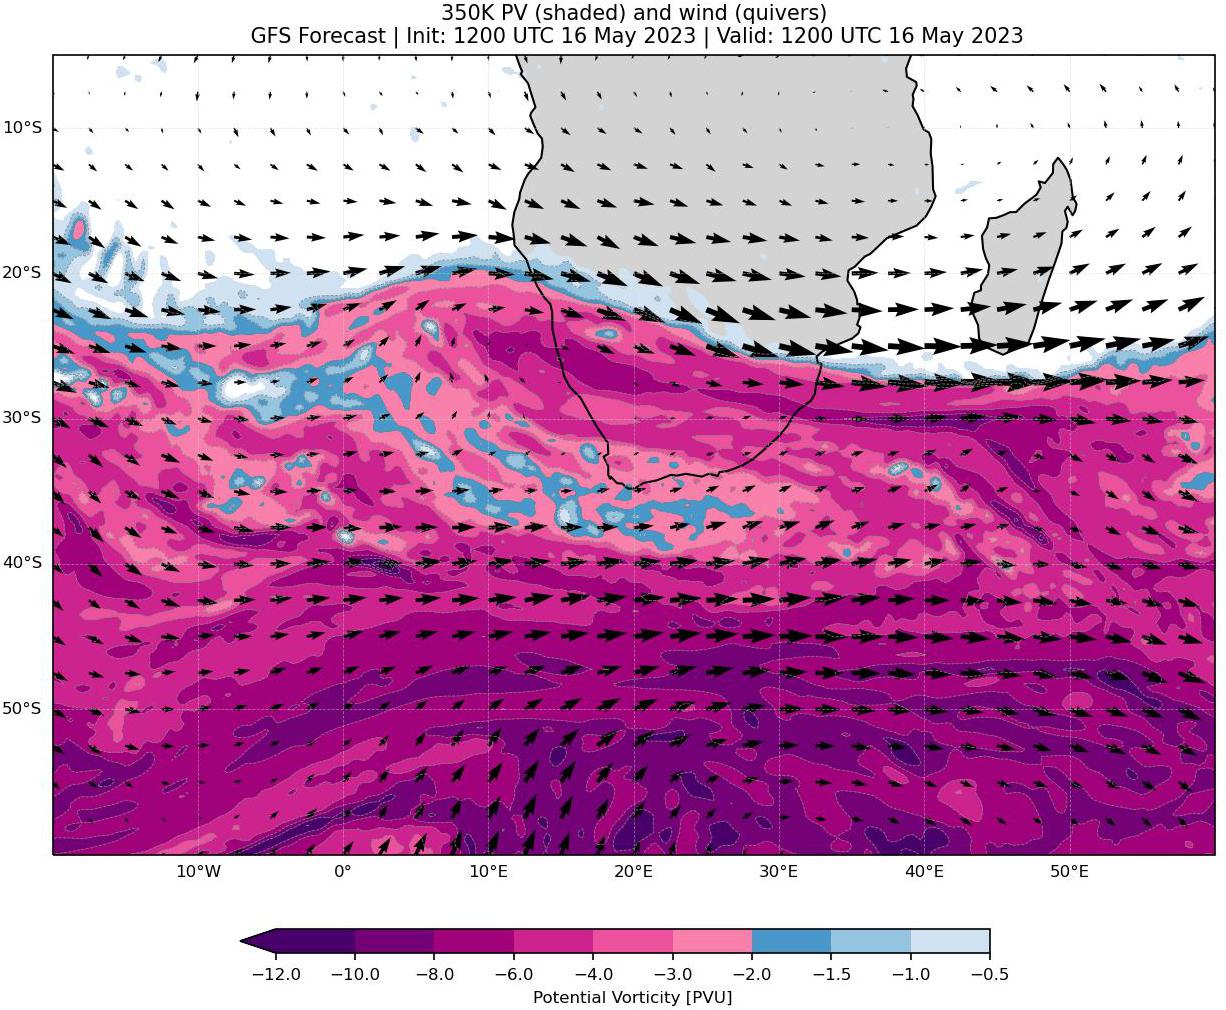 350K PV (shaded) and wind (quivers)
GFS Forecast | Init: 1200 UTC 16 May 2023 | Valid: 1200 UTC 16 May 2023
10°S
20°S
30°S
40°S
50°S
10°W 0° 10°E 20°E 30°E 40°E 50°E
−12.0 −10.0 −8.0 −6.0 −4.0 −3.0 −2.0 −1.5 −1.0 −0.5
Potential Vorticity [PVU]